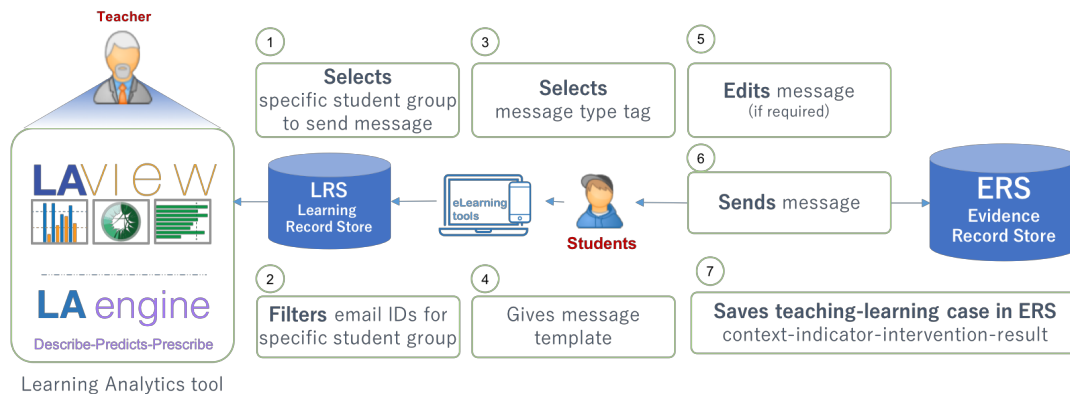 Teacher
1
Selects
specific student group
to send message
3
Selects
message type tag
5
Edits message
(if required)
LAVIEW
LRS
Learning
Record Store
eLearning
tools
Students
6
Sends message
ERS
Evidence
Record Store
LA engine
Describe-Predicts-Prescribe
2
Filters email IDs for
specific student group
4
Gives message
template
7
Saves teaching-learning case in ERS
context-indicator-intervention-result
Learning Analytics tool